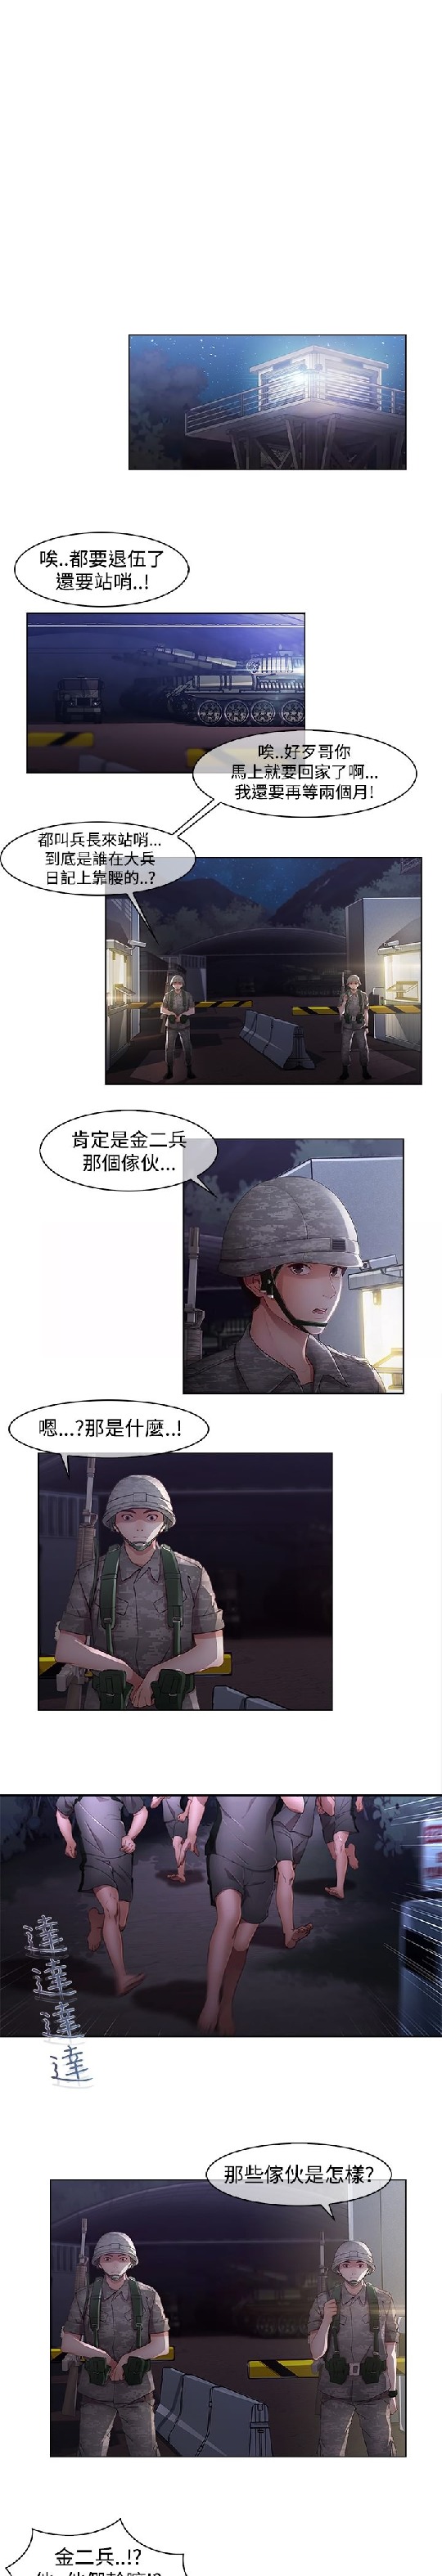 唉..都要退伍了
還要站哨..!
唉..好歹哥你
馬上就要回家了啊...
我還要再等兩個月!
都叫兵長來站哨...
到底是誰在大兵
日記上靠腰的..?
肯定是金二兵
那個傢伙...
嗯...?那是什麼..!
達
達
達
達
那些傢伙是怎樣?
金二兵..!?